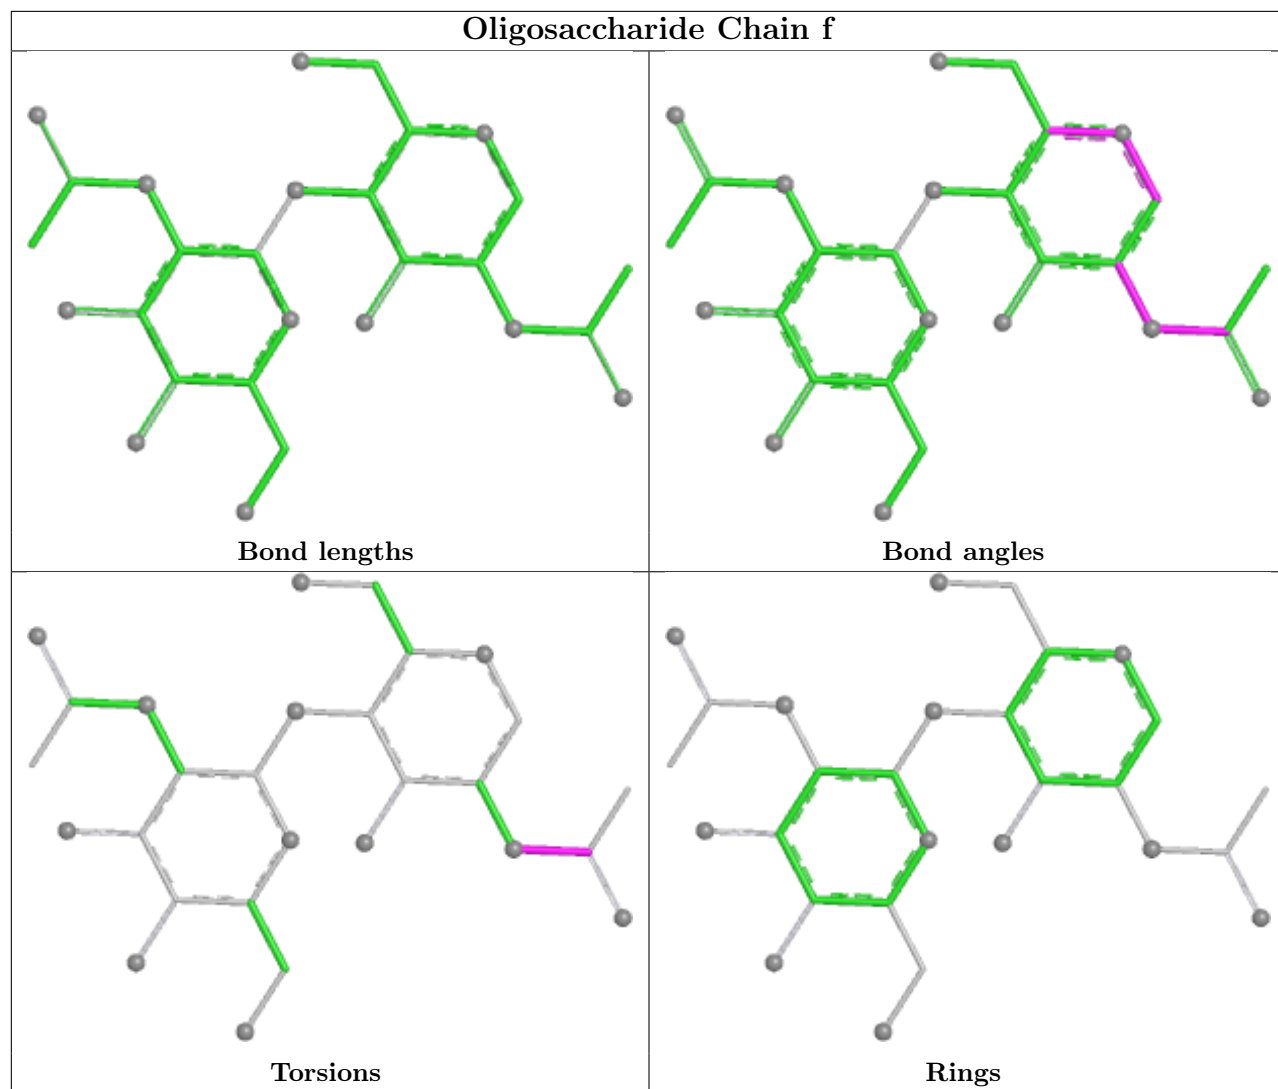 Oligosaccharide Chain f
Bond lengths
Bond angles
Torsions
Rings